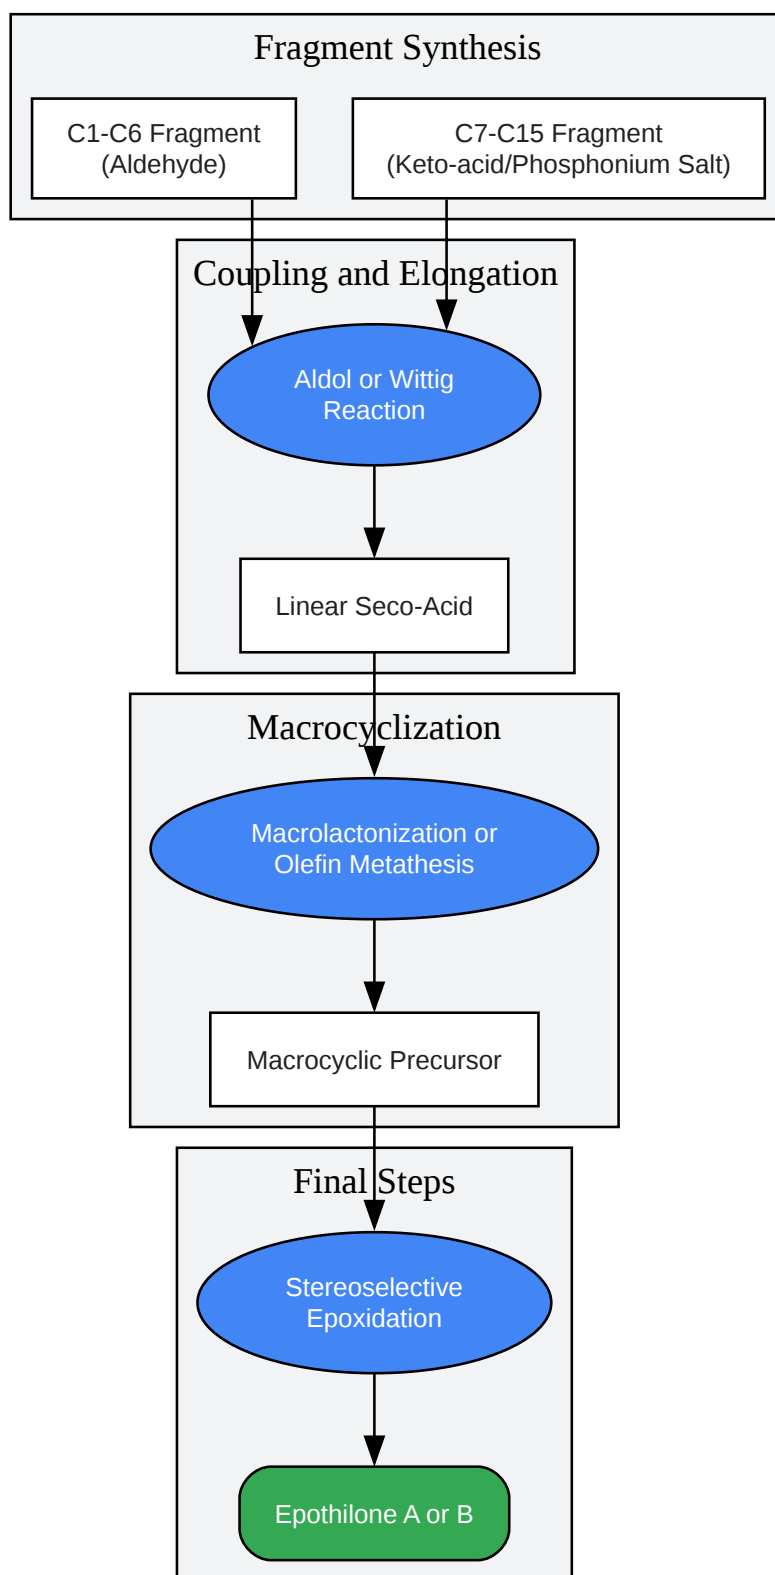 Fragment Synthesis
C1-C6 Fragment
(Aldehyde)
C7-C15 Fragment
(Keto-acid/Phosphonium Salt)
Coupling and Elongation
Aldol or Wittig
Reaction
Linear Seco-Acid
Macrocyclization
Macrolactonization or
Olefin Metathesis
Macrocyclic Precursor
Final Steps
Stereoselective
Epoxidation
Epothilone A or B